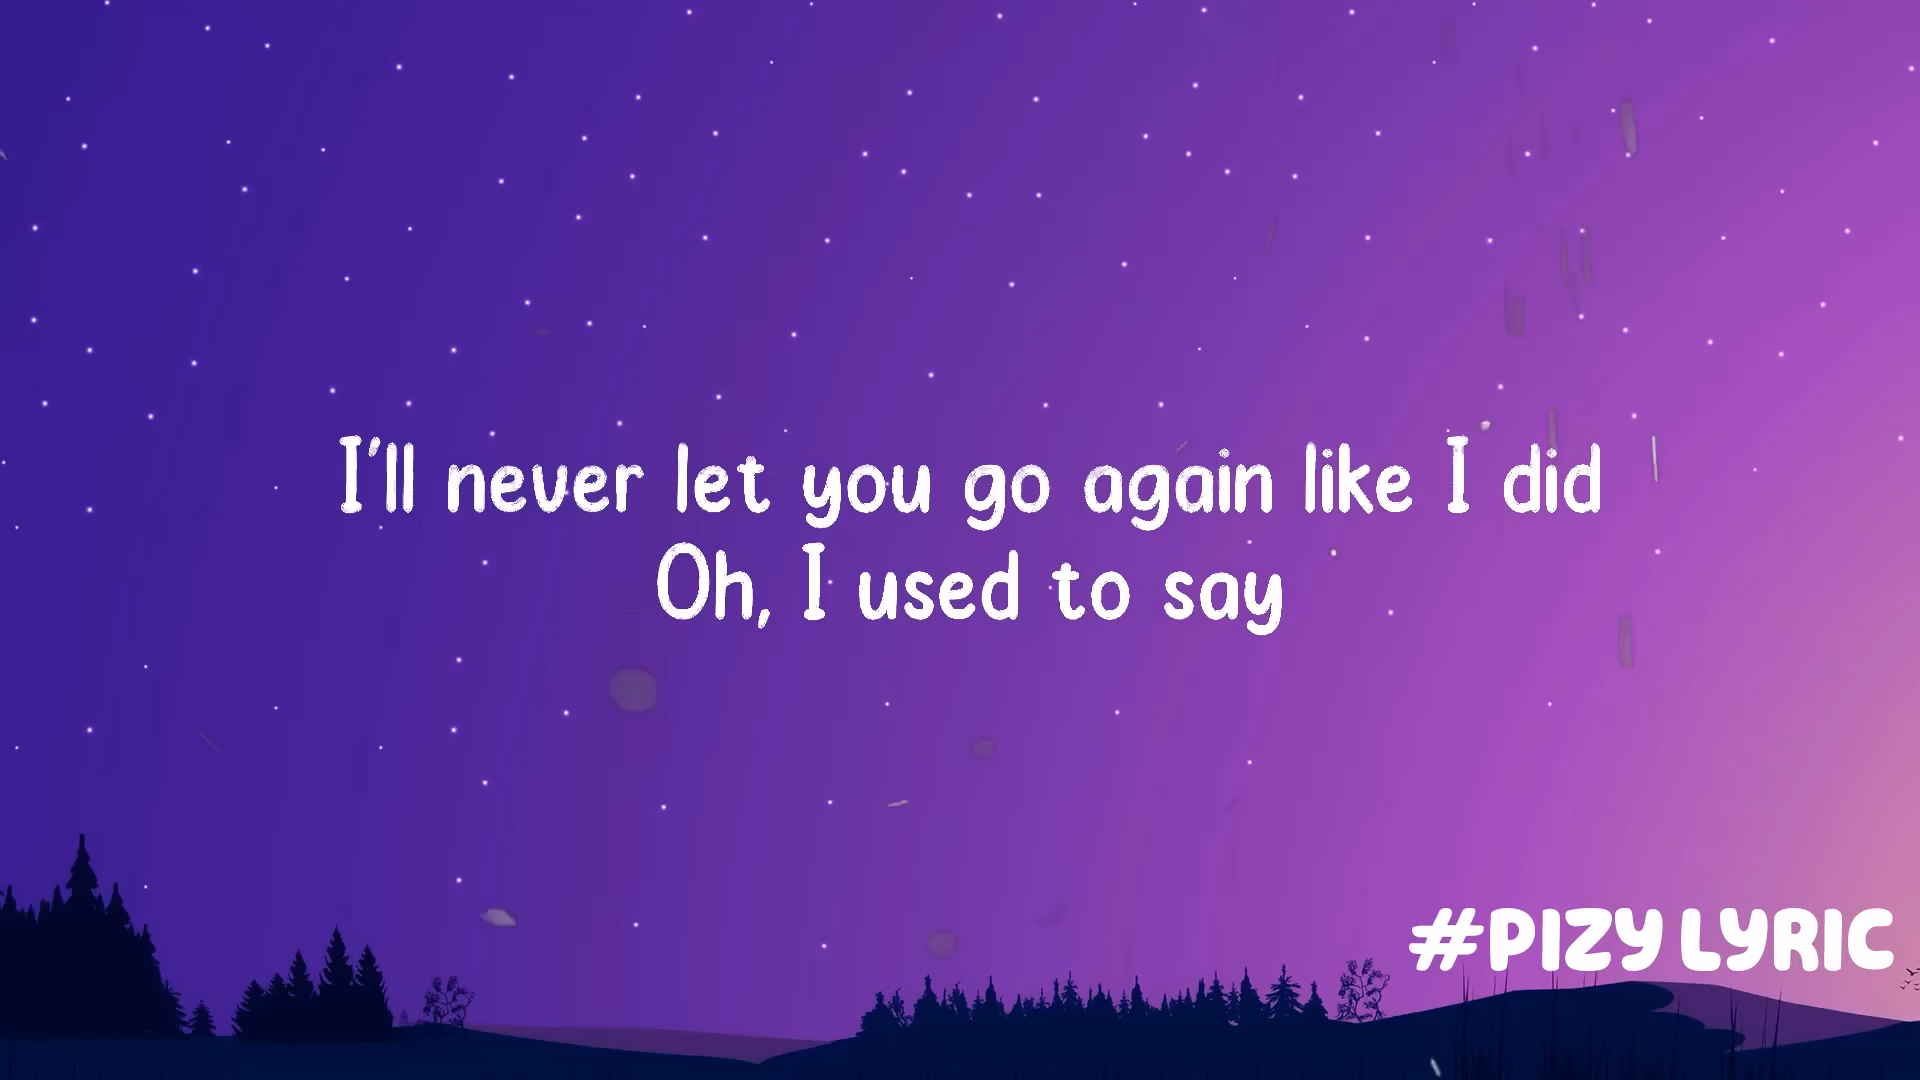 I'll never let you go again like I did
Oh, I used to say
#PIZY LYRIC